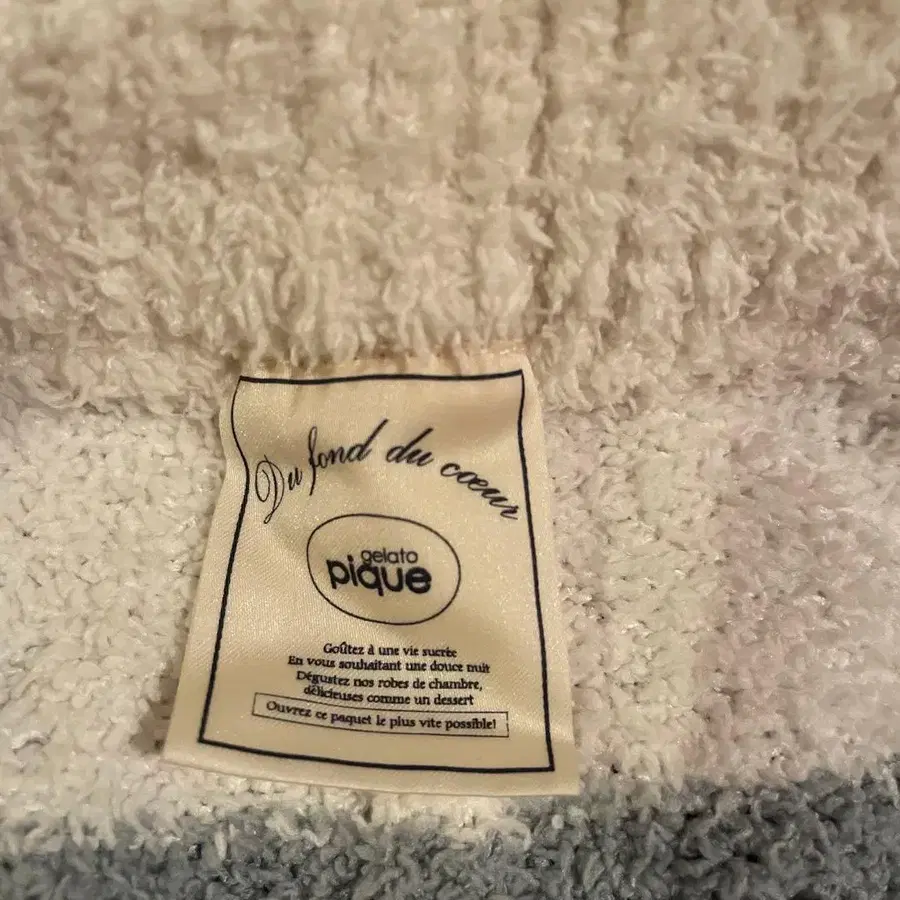 Du fond du cœur
gelato
pique
Goûtez à une vie sucrée
En vous souhaitant une douce nuit
Dégustez nos robes de chambre,
délicieuses comme un dessert
Ouvrez ce paquet le plus vite possible!